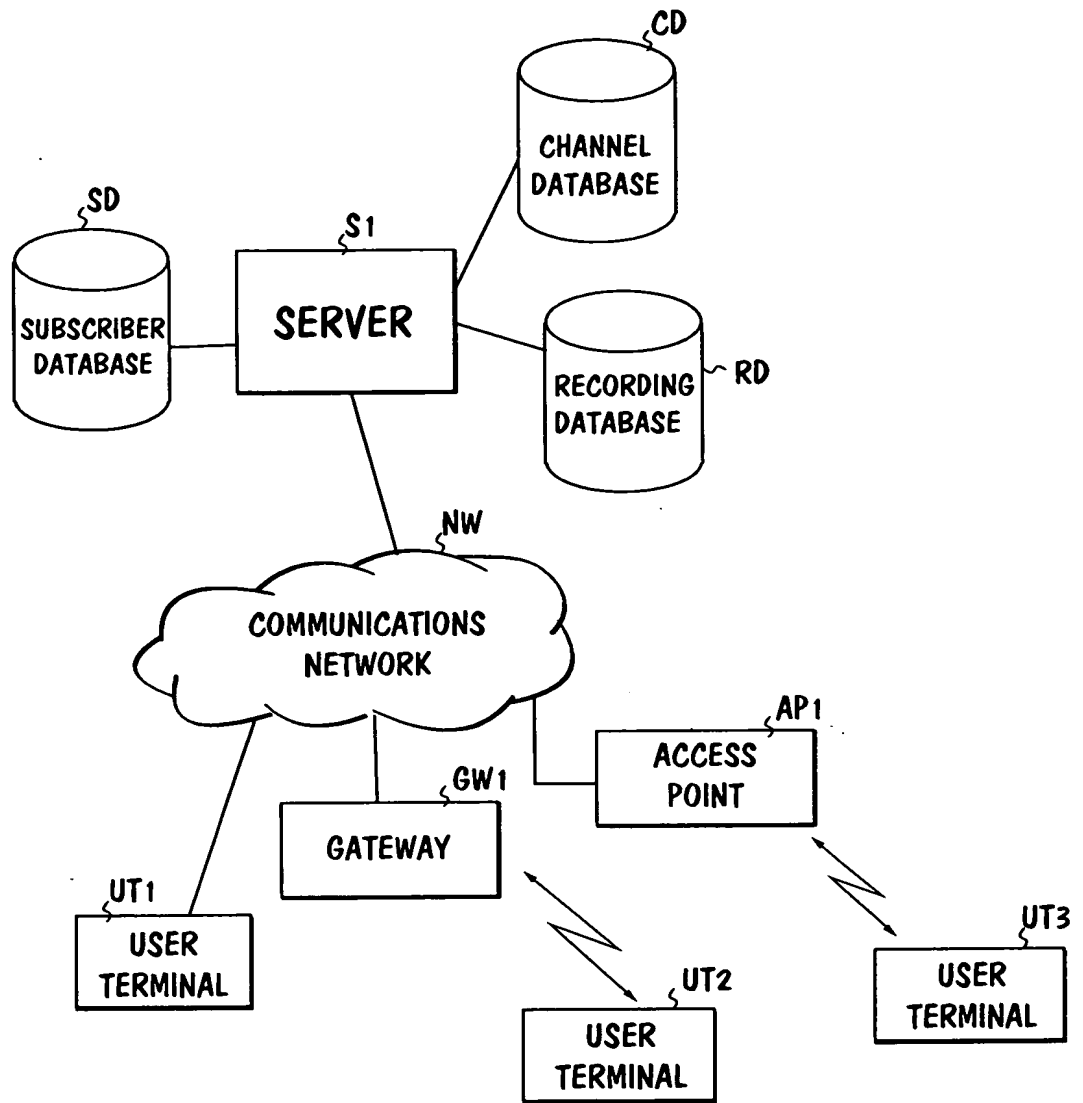 CD
CHANNEL
DATABASE
SD
S1
SUBSCRIBER
DATABASE
SERVER
RECORDING
DATABASE
RD
NW
COMMUNICATIONS
NETWORK
AP1
ACCESS
POINT
GW1
GATEWAY
UT1
USER
TERMINAL
UT2
USER
TERMINAL
UT3
USER
TERMINAL